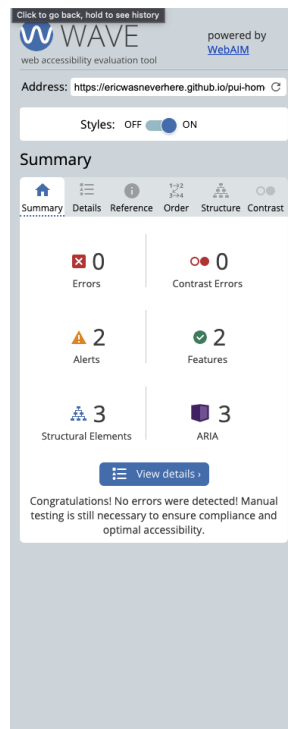 Click to go back, hold to see history
WAVE
web accessibility evaluation tool
powered by
WebAIM
Address: https://ericwasneverhere.github.io/pui-hom
Styles: OFF ON
Summary
Summary Details Reference Order Structure Contrast
0
Errors
0
Contrast Errors
2
Alerts
2
Features
3
Structural Elements
3
ARIA
View details ›
Congratulations! No errors were detected! Manual
testing is still necessary to ensure compliance and
optimal accessibility.